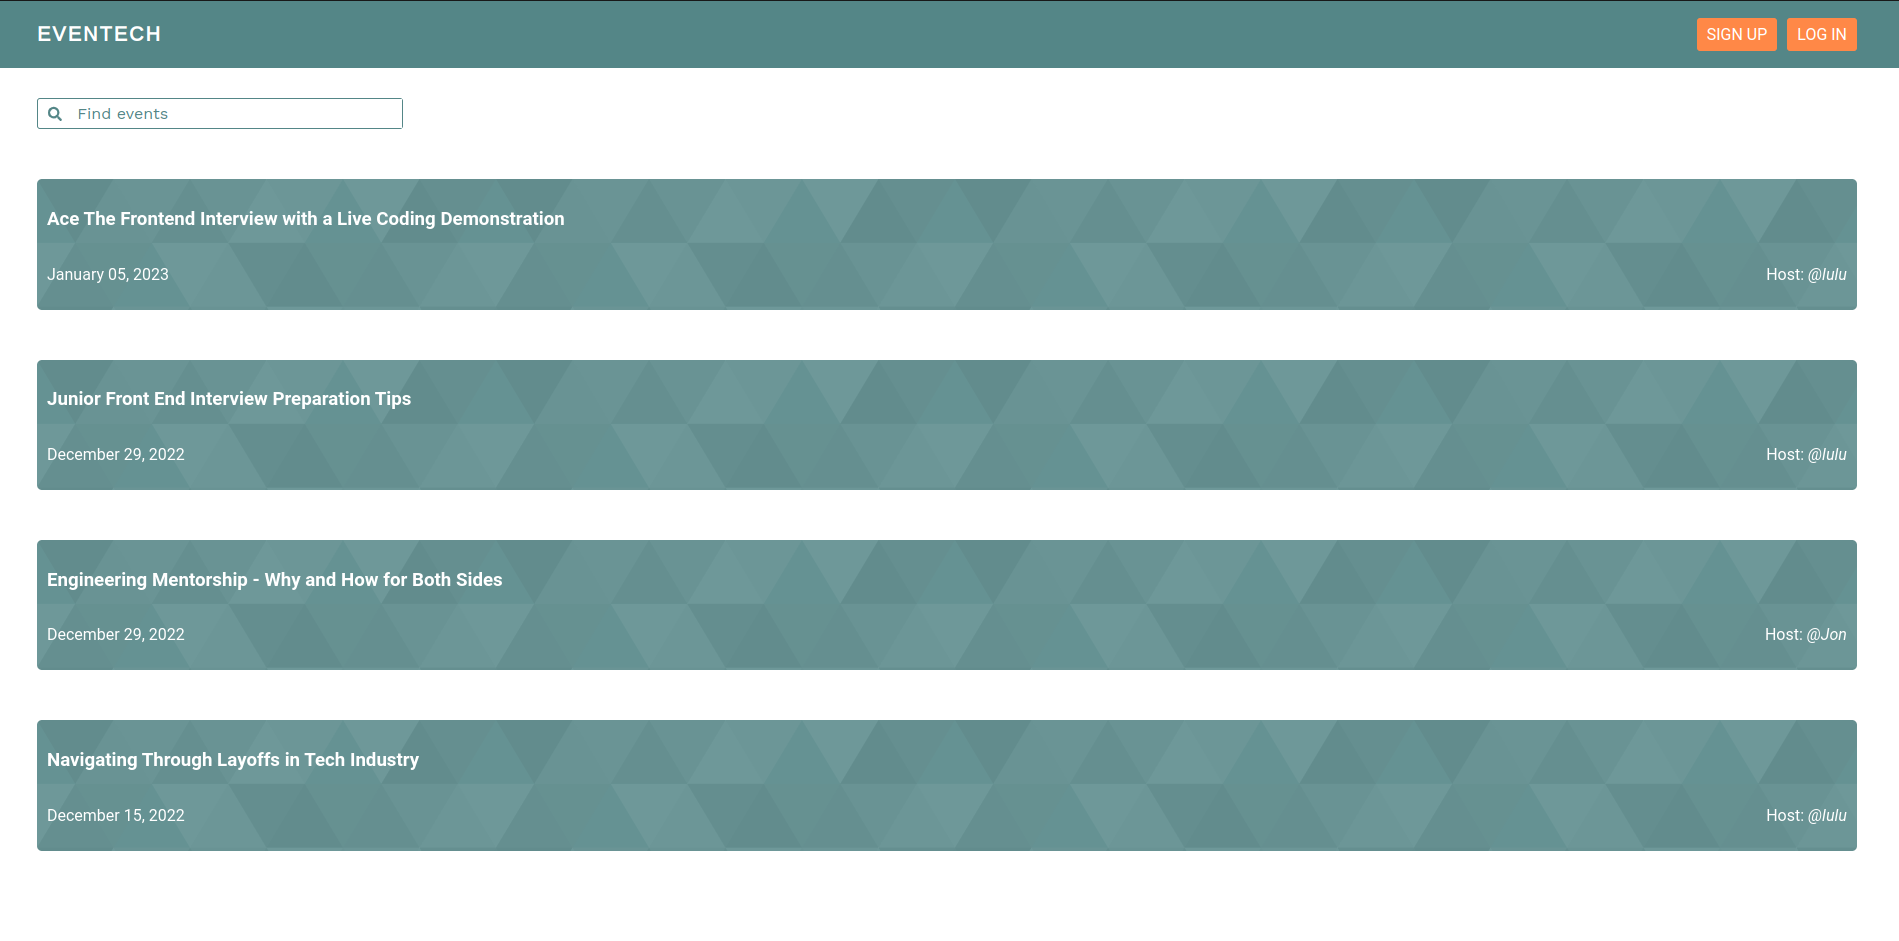 EVENTECH
SIGN UP
LOG IN
Find events
Ace The Frontend Interview with a Live Coding Demonstration
January 05, 2023
Host: @lulu
Junior Front End Interview Preparation Tips
December 29, 2022
Host: @lulu
Engineering Mentorship - Why and How for Both Sides
December 29, 2022
Host: @Jon
Navigating Through Layoffs in Tech Industry
December 15, 2022
Host: @lulu